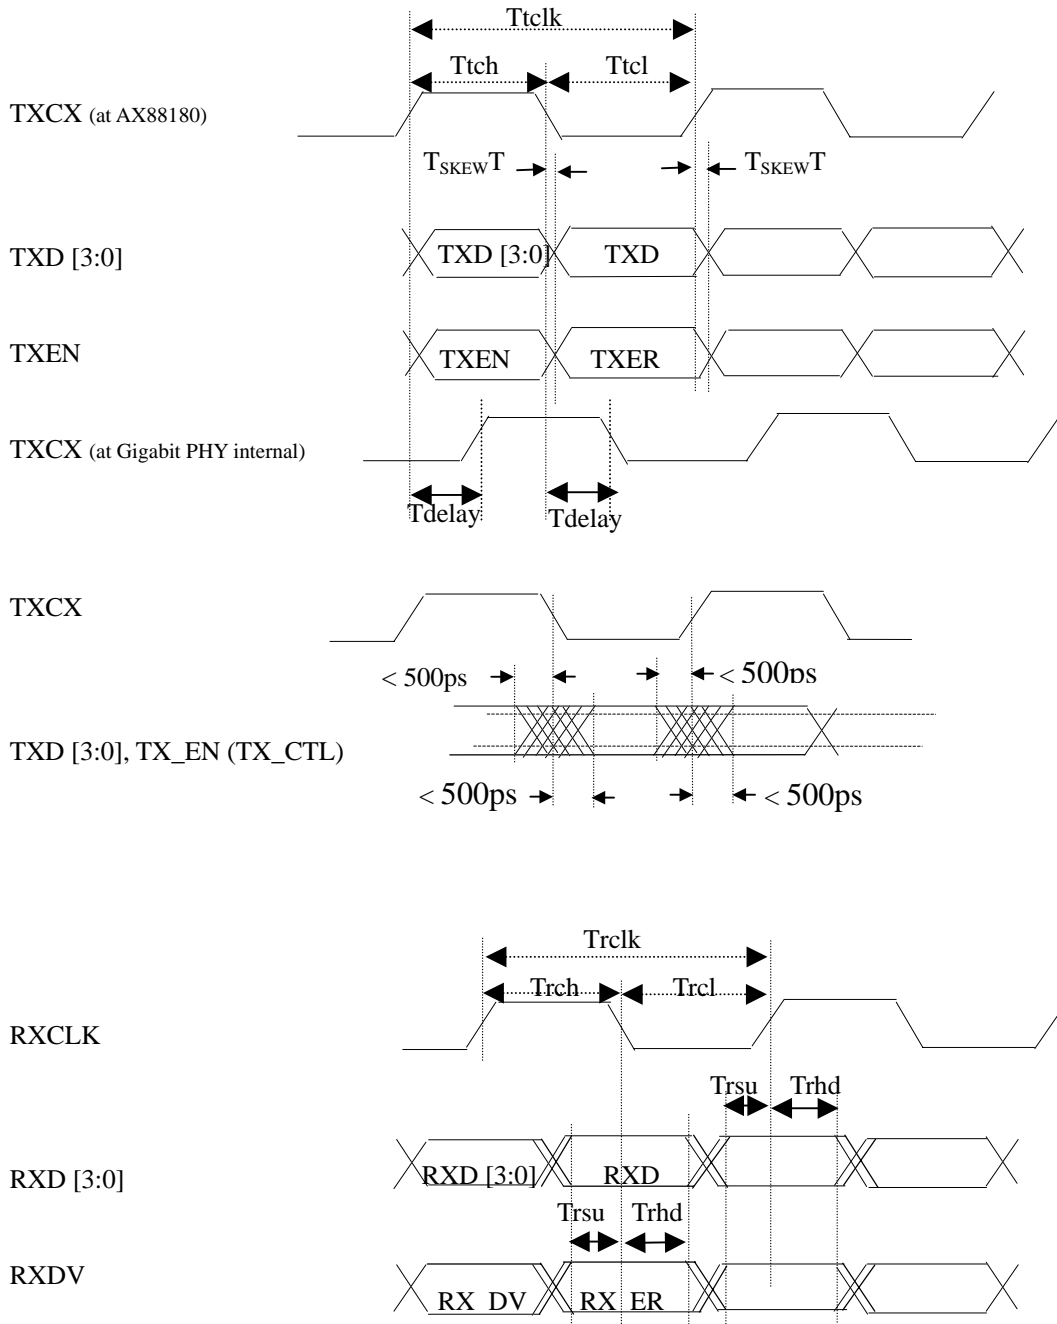 Ttclk
Ttch Ttcl
TXCX (at AX88180)
TSKEWT TSKEWT
TXD [3:0] TXD [3:0] TXD
TXEN TXEN TXER
TXCX (at Gigabit PHY internal)
Tdelay Tdelay
TXCX
< 500ps < 500ps
TXD [3:0], TX_EN (TX_CTL)
< 500ps < 500ps
Trclk
Trch Trcl
RXCLK
Trsu Trhd
RXD [3:0] RXD [3:0] RXD
Trsu Trhd
RXDV RX_DV RX_ER